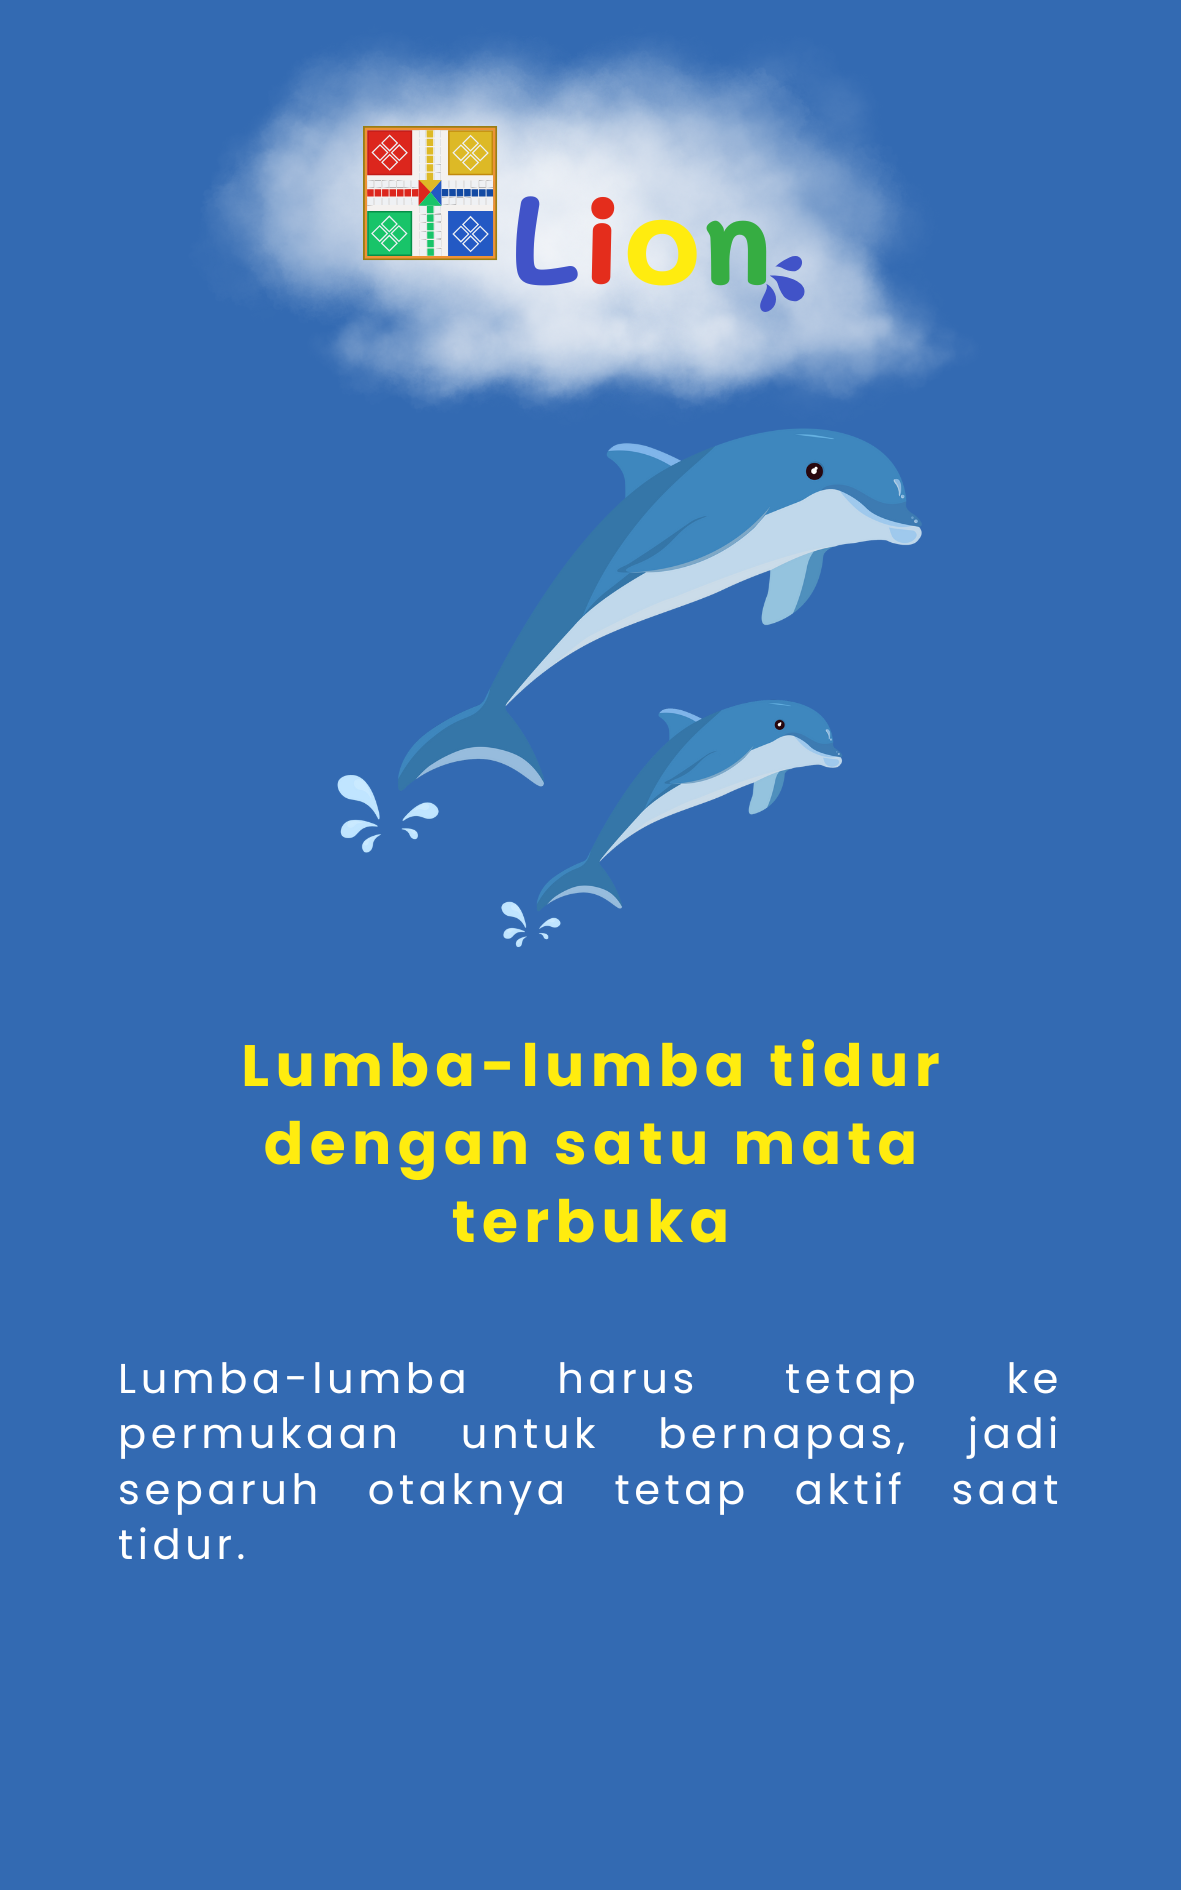 Lion
Lumba-lumba tidur
dengan satu mata
terbuka
Lumba-lumba harus tetap ke
permukaan untuk bernapas, jadi
separuh otaknya tetap aktif saat
tidur.